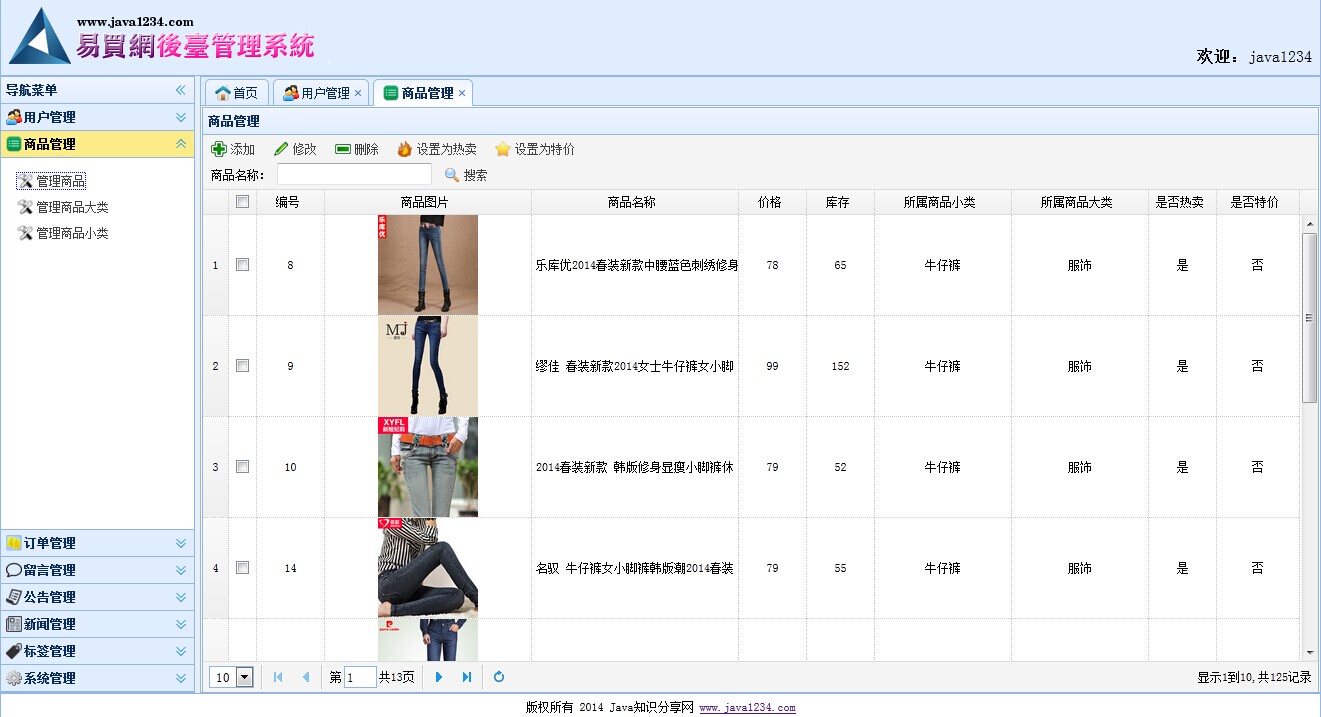 www.java1234.com
易買網後臺管理系統
欢迎： java1234
导航菜单
用户管理
商品管理
管理商品
管理商品大类
管理商品小类
订单管理
留言管理
公告管理
新闻管理
标签管理
系统管理
首页 用户管理 商品管理
商品管理
添加 修改 删除 设置为热卖 设置为特价
商品名称： 搜索
编号 商品图片 商品名称 价格 库存 所属商品小类 所属商品大类 是否热卖 是否特价
乐库优
1 8 乐库优2014春装新款中腰蓝色刺绣修身 78 65 牛仔裤 服饰 是 否
MJ
2 9 缪佳 春装新款2014女士牛仔裤女小脚 99 152 牛仔裤 服饰 是 否
XYFL
3 10 2014春装新款 韩版修身显瘦小脚裤休 79 52 牛仔裤 服饰 是 否
4 14 名驭 牛仔裤女小脚裤韩版潮2014春装 79 55 牛仔裤 服饰 是 否
10 第 1 共13页 显示1到10,共125记录
版权所有 2014 Java知识分享网 www.java1234.com